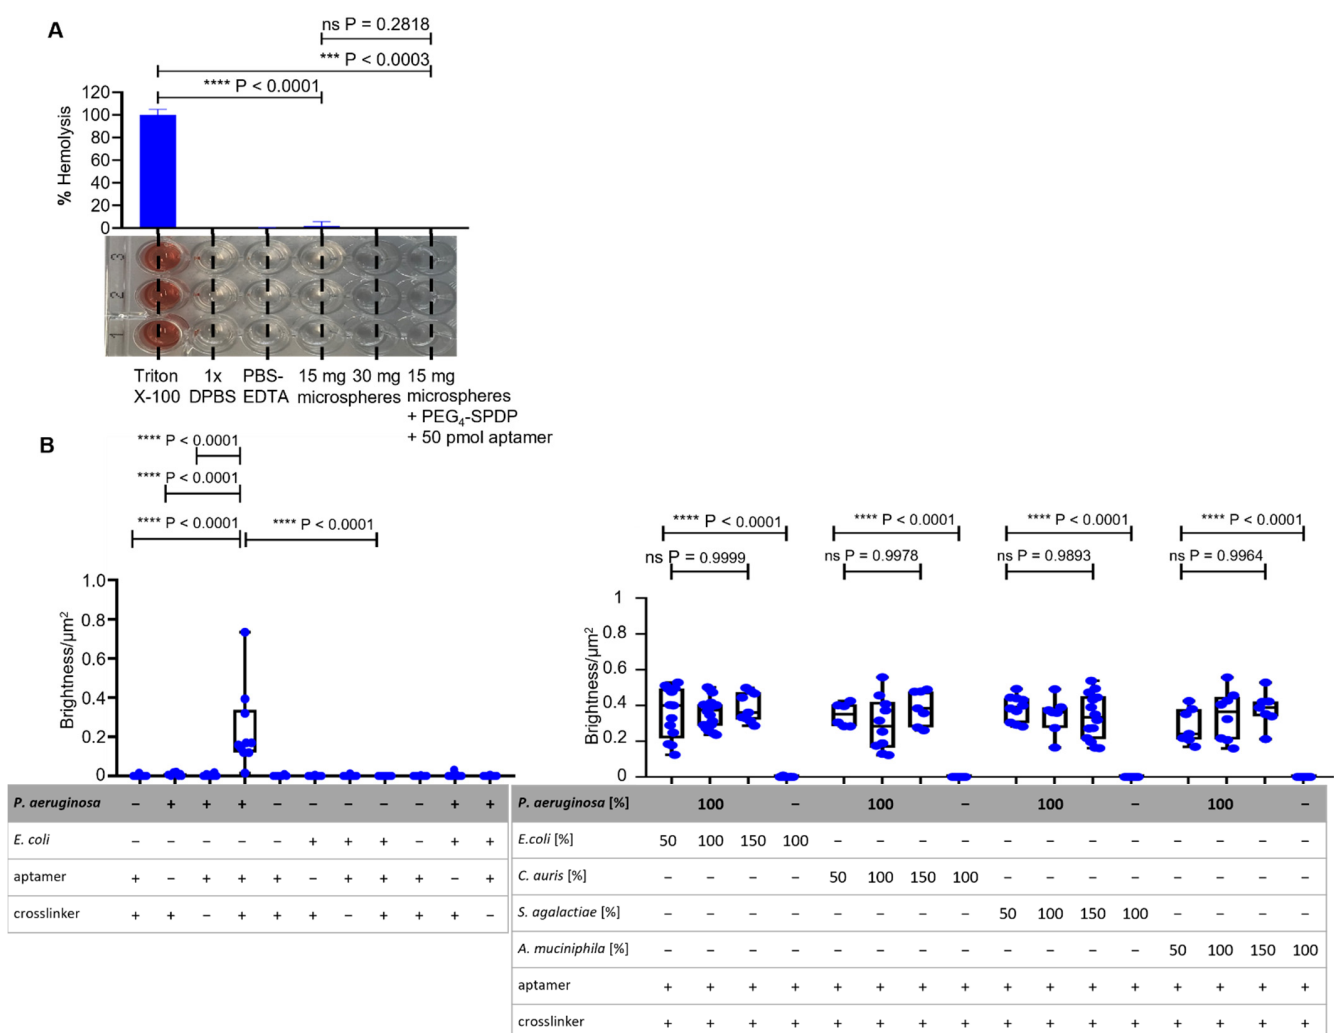 A
ns P = 0.2818
*** P < 0.0003
**** P < 0.0001
% Hemolysis
120
100
80
60
40
20
0
3
2
1
Triton X-100
1x DPBS
PBS-EDTA
15 mg 30 mg microspheres
15 mg microspheres
+ PEG4-SPDP
+ 50 pmol aptamer
B
**** P < 0.0001
**** P < 0.0001
**** P < 0.0001 **** P < 0.0001
Brightness/µm²
1.0
0.8
0.6
0.4
0.2
0
P. aeruginosa – + + + – – – – – + +
E. coli – – – – – + + + – + +
aptamer + – + + + – + + + – +
crosslinker + + – + + + – + + + –
**** P < 0.0001 **** P < 0.0001 **** P < 0.0001 **** P < 0.0001
ns P = 0.9999 ns P = 0.9978 ns P = 0.9893 ns P = 0.9964
Brightness/µm²
1
0.8
0.6
0.4
0.2
0
P. aeruginosa [%] 100 – 100 – 100 – 100 –
E.coli [%] 50 100 150 100 – – – – – – – – – – – –
C. auris [%] – – – – 50 100 150 100 – – – – – – – –
S. agalactiae [%] – – – – – – – – 50 100 150 100 – – – –
A. muciniphila [%] – – – – – – – – – – – – 50 100 150 100
aptamer + + + + + + + + + + + + + + + +
crosslinker + + + + + + + + + + + + + + + +